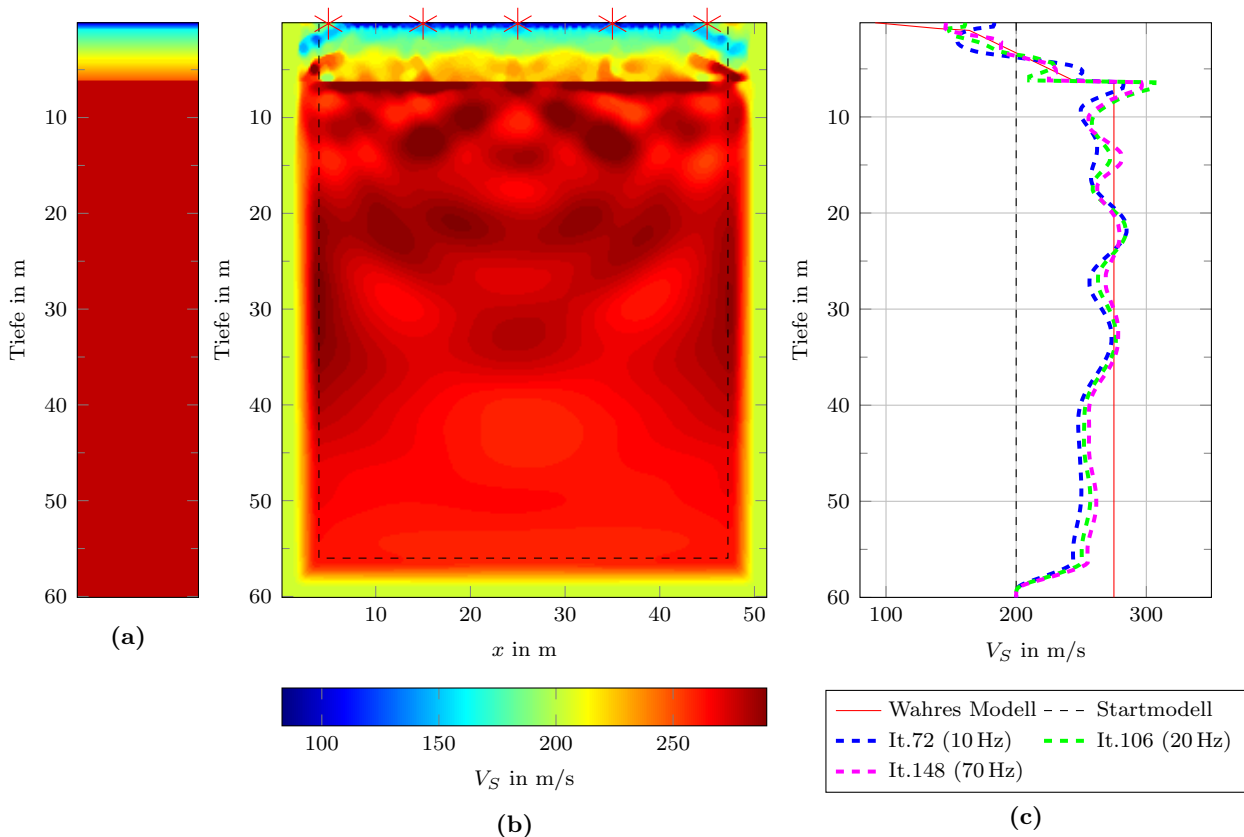 Tiefe in m
10
20
30
40
50
60
(a)
Tiefe in m
10
20
30
40
50
60
10 20 30 40 50
x in m
100 150 200 250
V_S in m/s
(b)
Tiefe in m
10
20
30
40
50
60
100 200 300
V_S in m/s
Wahres Modell Startmodell
It.72 (10 Hz) It.106 (20 Hz)
It.148 (70 Hz)
(c)